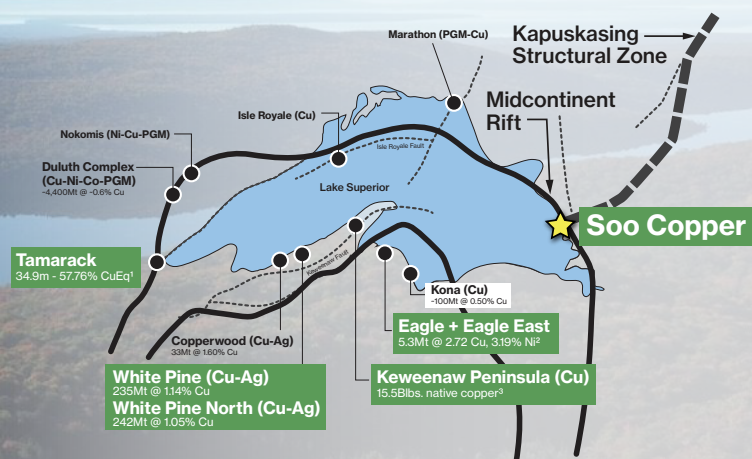 Marathon (PGM-Cu)
Kapuskasing
Structural Zone
Midcontinent
Rift
Isle Royale (Cu)
Isle Royale Fault
Nokomis (Ni-Cu-PGM)
Duluth Complex
(Cu-Ni-Co-PGM)
~4,400Mt @ ~0.6% Cu
Lake Superior
Soo Copper
Tamarack
34.9m - 57.76% CuEq¹
Keweenaw Fault
Kona (Cu)
~100Mt @ 0.50% Cu
Copperwood (Cu-Ag)
33Mt @ 1.60% Cu
Eagle + Eagle East
5.3Mt @ 2.72 Cu, 3.19% Ni²
White Pine (Cu-Ag)
235Mt @ 1.14% Cu
White Pine North (Cu-Ag)
242Mt @ 1.05% Cu
Keweenaw Peninsula (Cu)
15.5Blbs. native copper³